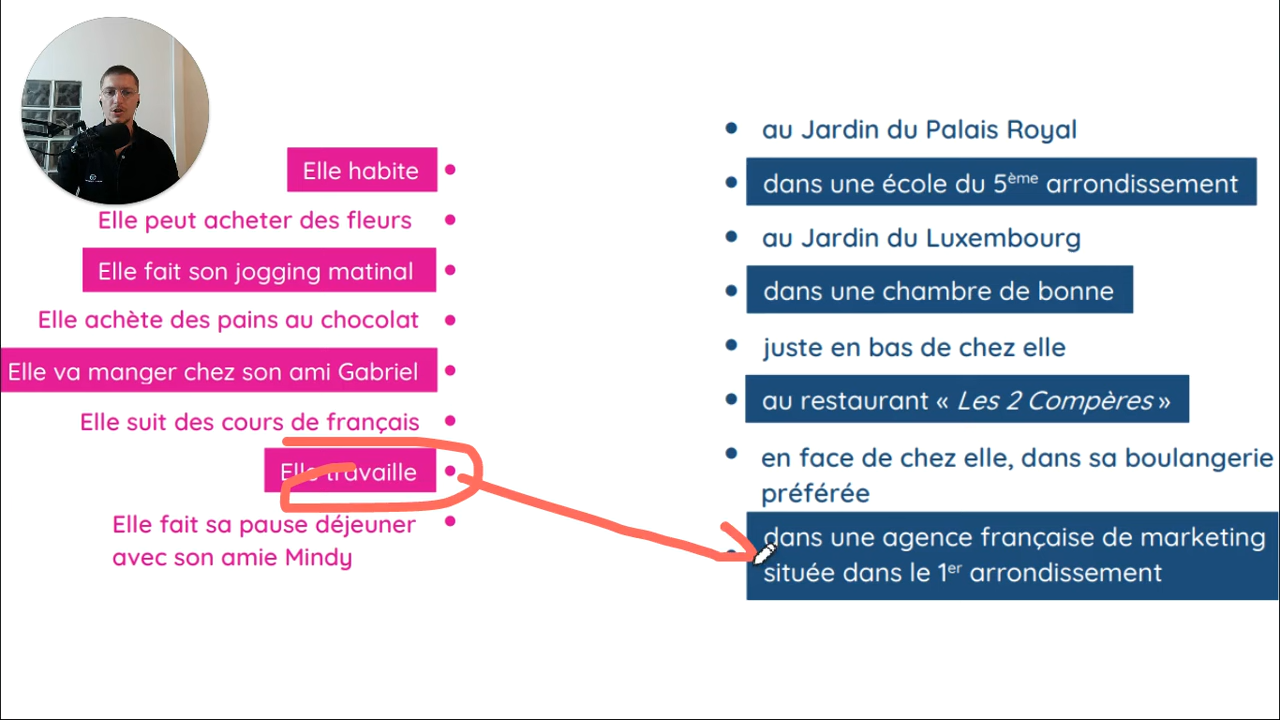 Elle habite
Elle peut acheter des fleurs
Elle fait son jogging matinal
Elle achète des pains au chocolat
Elle va manger chez son ami Gabriel
Elle suit des cours de français
Elle travaille
Elle fait sa pause déjeuner
avec son amie Mindy
au Jardin du Palais Royal
dans une école du 5ème arrondissement
au Jardin du Luxembourg
dans une chambre de bonne
juste en bas de chez elle
au restaurant « Les 2 Compères »
en face de chez elle, dans sa boulangerie
préférée
dans une agence française de marketing
située dans le 1er arrondissement